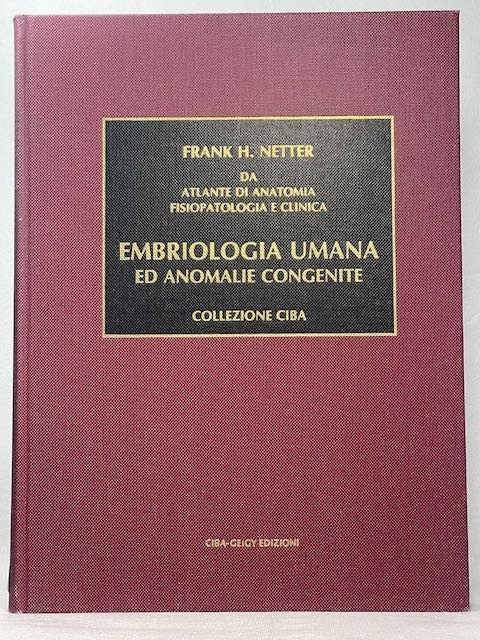 FRANK H. NETTER
DA
ATLANTE DI ANATOMIA
FISIOPATOLOGIA E CLINICA
EMBRIOLOGIA UMANA
ED ANOMALIE CONGENITE
COLLEZIONE CIBA
CIBA-GEIGY EDIZIONI